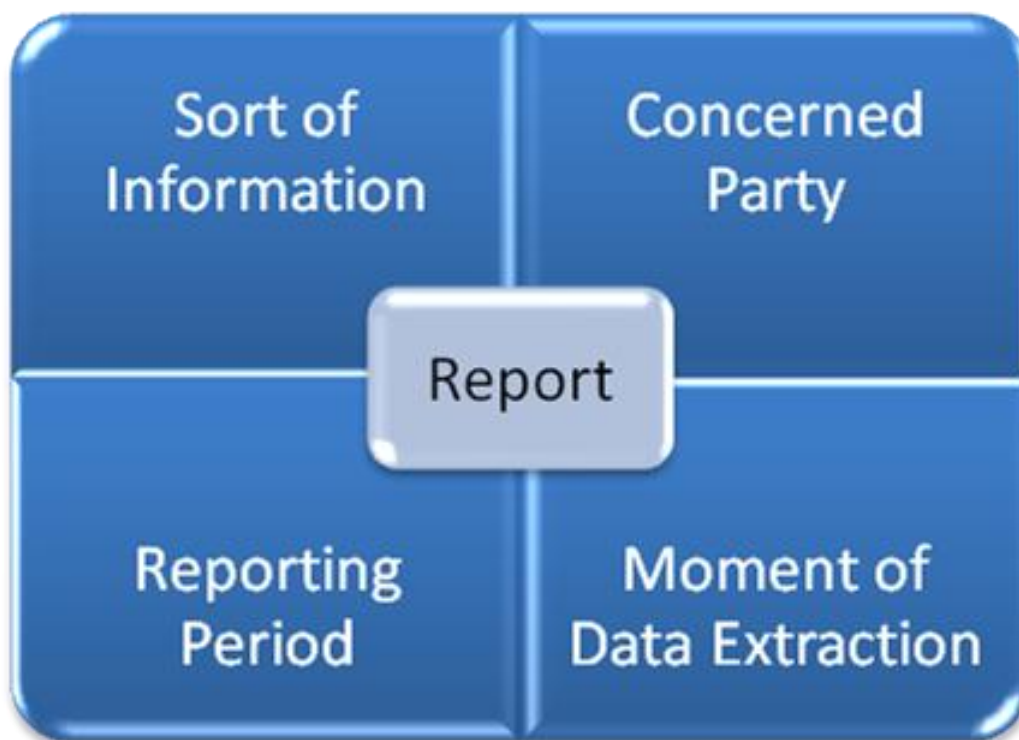 Sort of
Information
Concerned
Party
Report
Reporting
Period
Moment of
Data Extraction